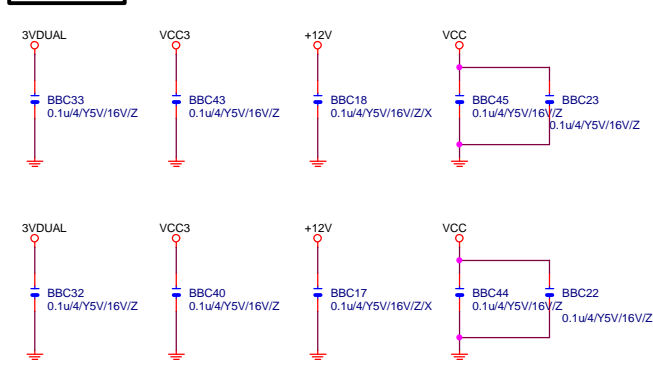 3VDUAL VCC3 +12V VCC
BBC33 BBC43 BBC18 BBC45 BBC23
0.1u/4/Y5V/16V/Z 0.1u/4/Y5V/16V/Z 0.1u/4/Y5V/16V/Z/X 0.1u/4/Y5V/16V/Z
0.1u/4/Y5V/16V/Z
3VDUAL VCC3 +12V VCC
BBC32 BBC40 BBC17 BBC44 BBC22
0.1u/4/Y5V/16V/Z 0.1u/4/Y5V/16V/Z 0.1u/4/Y5V/16V/Z/X 0.1u/4/Y5V/16V/Z
0.1u/4/Y5V/16V/Z